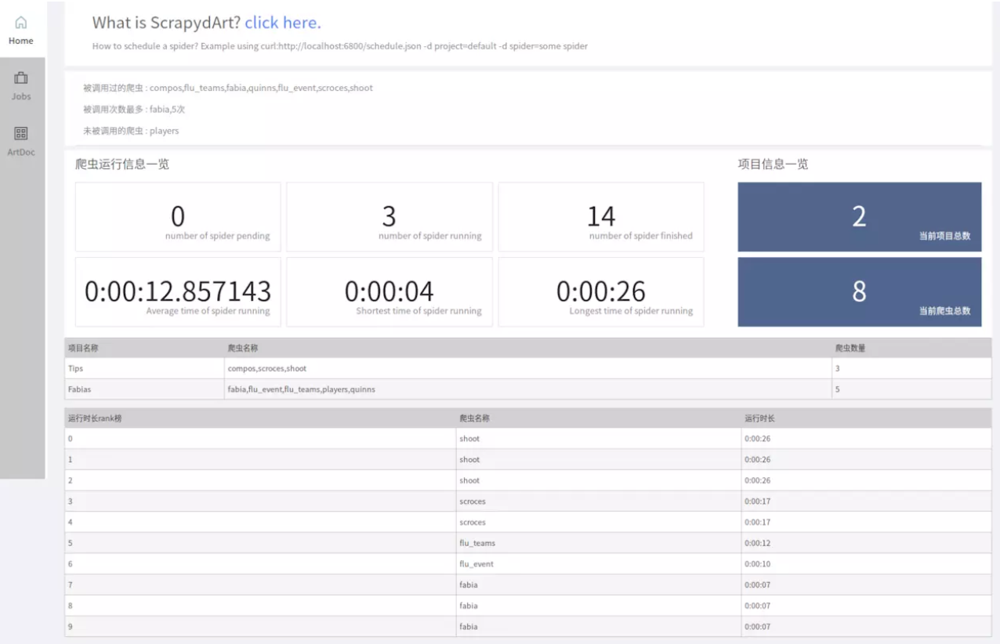 Home
Jobs
ArtDoc
What is ScrapydArt? click here.
How to schedule a spider? Example using curl:http://localhost:6800/schedule.json -d project=default -d spider=some spider
被调用过的爬虫 : compos,flu_teams,fabia,quinns,flu_event,scroces,shoot
被调用次数最多 : fabia,5次
未被调用的爬虫 : players
爬虫运行信息一览
0
number of spider pending
3
number of spider running
14
number of spider finished
0:00:12.857143
Average time of spider running
0:00:04
Shortest time of spider running
0:00:26
Longest time of spider running
项目信息一览
2
当前项目总数
8
当前爬虫总数
项目名称 爬虫名称 爬虫数量
Tips compos,scroces,shoot 3
Fabias fabia,flu_event,flu_teams,players,quinns 5
运行时长rank榜 爬虫名称 运行时长
0 shoot 0:00:26
1 shoot 0:00:26
2 shoot 0:00:26
3 scroces 0:00:17
4 scroces 0:00:17
5 flu_teams 0:00:12
6 flu_event 0:00:10
7 fabia 0:00:07
8 fabia 0:00:07
9 fabia 0:00:07